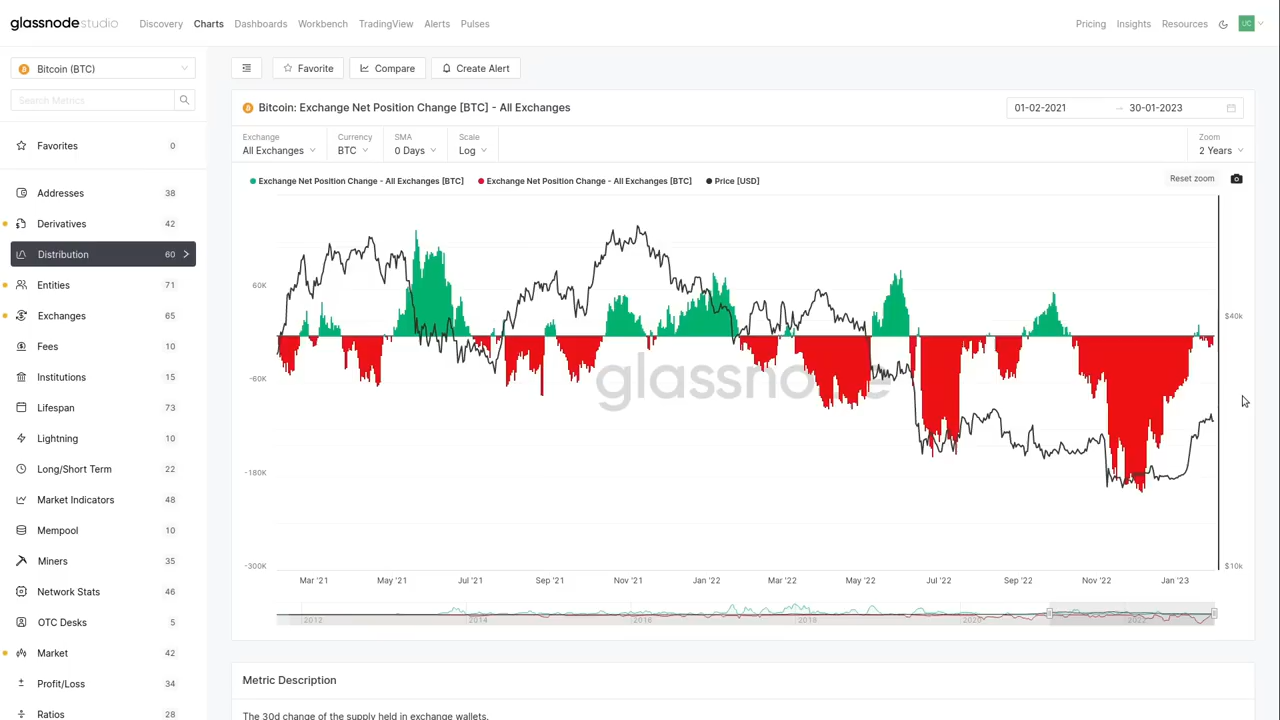 glassnodestudio Discovery Charts Dashboards Workbench TradingView Alerts Pulses Pricing Insights Resources UC
Bitcoin (BTC)
Search Metrics
Favorites 0
Addresses 38
Derivatives 42
Distribution 60
Entities 71
Exchanges 65
Fees 10
Institutions 15
Lifespan 73
Lightning 10
Long/Short Term 22
Market Indicators 48
Mempool 10
Miners 35
Network Stats 46
OTC Desks 5
Market 42
Profit/Loss 34
Ratios 28
Favorite Compare Create Alert
Bitcoin: Exchange Net Position Change [BTC] - All Exchanges 01-02-2021 → 30-01-2023
Exchange Currency SMA Scale Zoom
All Exchanges BTC 0 Days Log 2 Years
Exchange Net Position Change - All Exchanges [BTC] Exchange Net Position Change - All Exchanges [BTC] Price [USD] Reset zoom
60K
$40k
-60K
glassnode
-180K
-300K $10k
Mar '21 May '21 Jul '21 Sep '21 Nov '21 Jan '22 Mar '22 May '22 Jul '22 Sep '22 Nov '22 Jan '23
2012 2014 2016 2018 2020 2022
Metric Description
The 30d change of the supply held in exchange wallets.